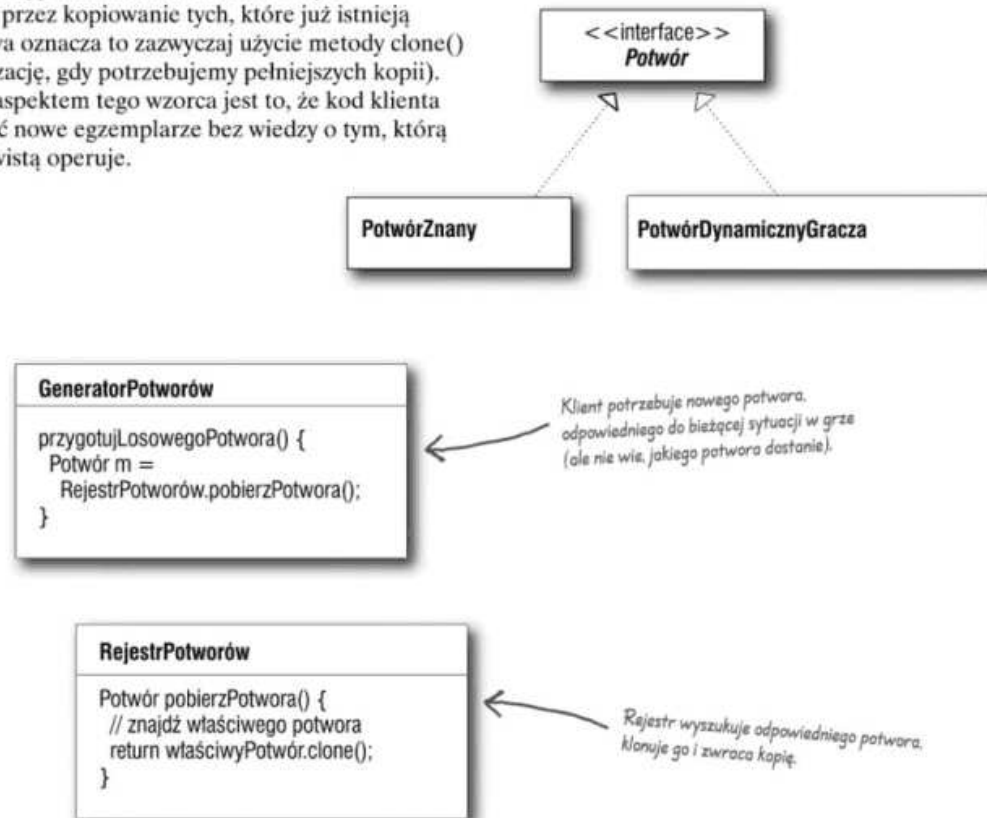 przez kopiowanie tych, które już istnieją
oznacza to zazwyczaj użycie metody clone()
gdy potrzebujemy pełniejszych kopii).
aspektem tego wzorca jest to, że kod klienta
nowe egzemplarze bez wiedzy o tym, którą
operuje.
<<interface>>
Potwór
PotwórZnany
PotwórDynamicznyGracza
GeneratorPotworów
przygotujLosowegoPotwora() {
Potwór m =
RejestrPotworów.pobierzPotwora();
}
Klient potrzebuje nowego potwora,
odpowiedniego do bieżącej sytuacji w grze
(ale nie wie, jakiego potwora dostanie).
RejestrPotworów
Potwór pobierzPotwora() {
// znajdź właściwego potwora
return właściwyPotwór.clone();
}
Rejestr wyszukuje odpowiedniego potwora,
klonuje go i zwraca kopię.